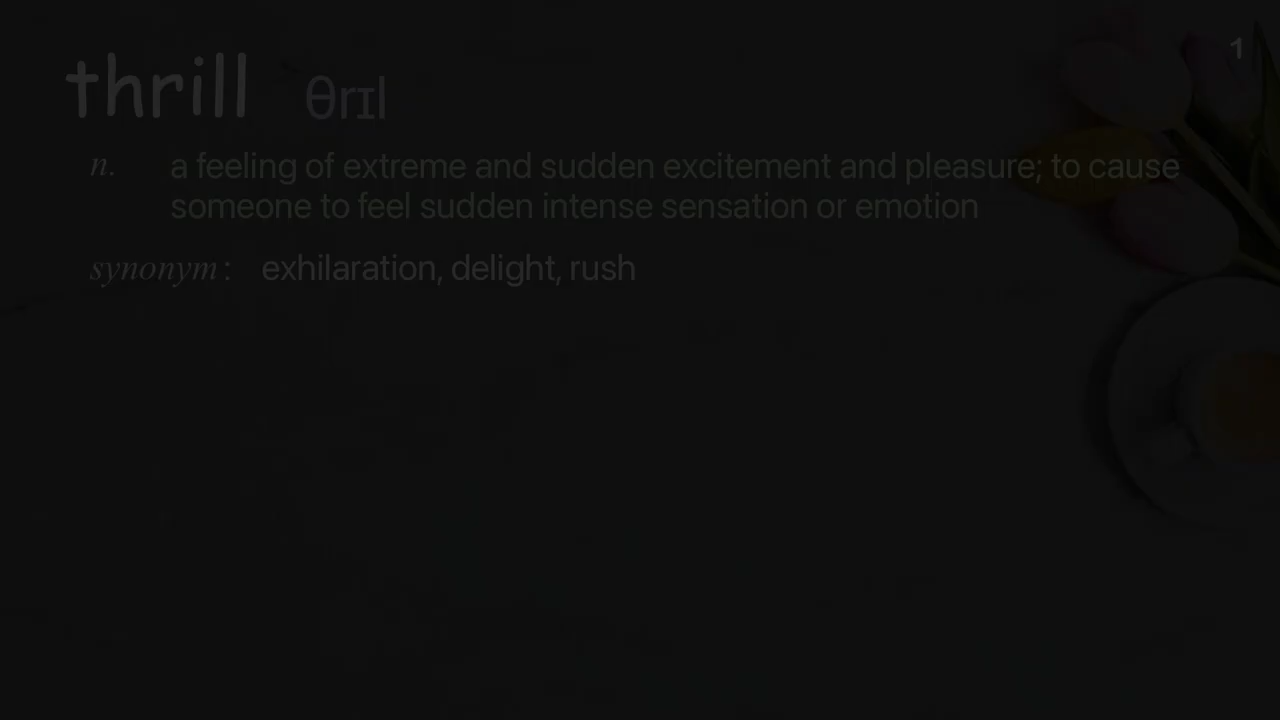 1
thrill θrɪl
n. a feeling of extreme and sudden excitement and pleasure; to cause
someone to feel sudden intense sensation or emotion
synonym : exhilaration, delight, rush